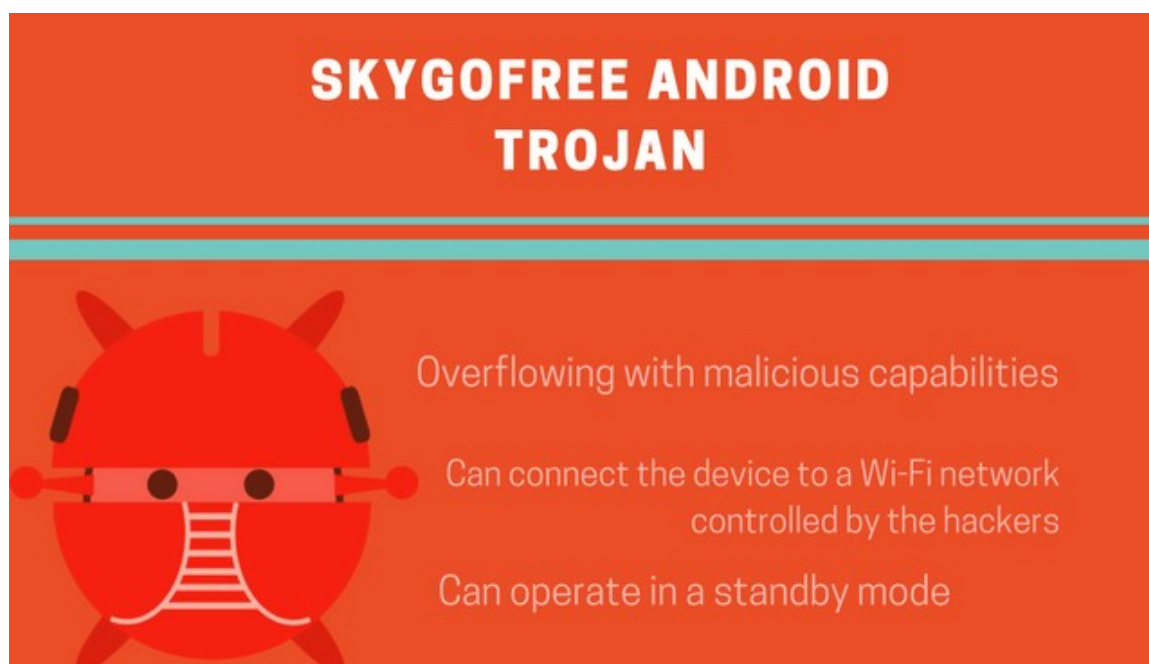 SKYGOFREE ANDROID
TROJAN
Overflowing with malicious capabilities
Can connect the device to a Wi-Fi network
controlled by the hackers
Can operate in a standby mode